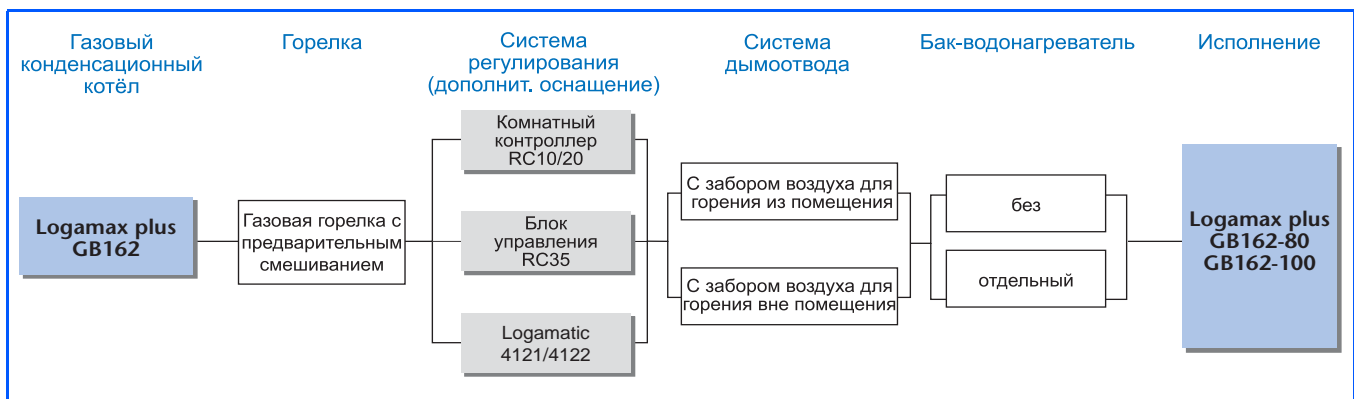 Газовый
конденсационный
котёл
Горелка
Система
регулирования
(дополнит. оснащение)
Система
дымоотвода
Бак-водонагреватель
Исполнение
Logamax plus
GB162
Газовая горелка с
предварительным
смешиванием
Комнатный
контроллер
RC10/20
Блок
управления
RC35
Logamatic
4121/4122
С забором воздуха для
горения из помещения
С забором воздуха для
горения вне помещения
без
отдельный
Logamax plus
GB162-80
GB162-100